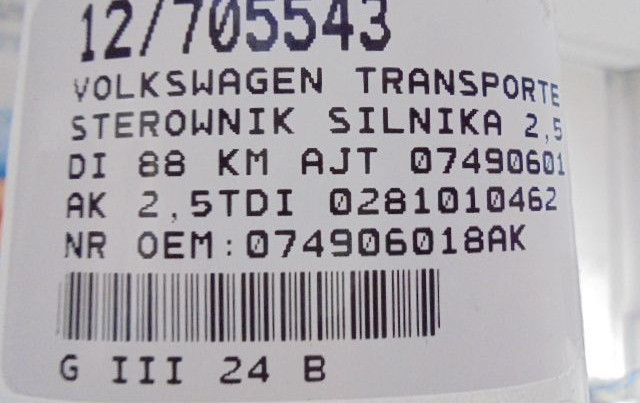 12/705543
VOLKSWAGEN TRANSPORTE
STEROWNIK SILNIKA 2,5
DI 88 KM AJT 07490601
AK 2,5TDI 0281010462
NR OEM:074906018AK
G III 24 B